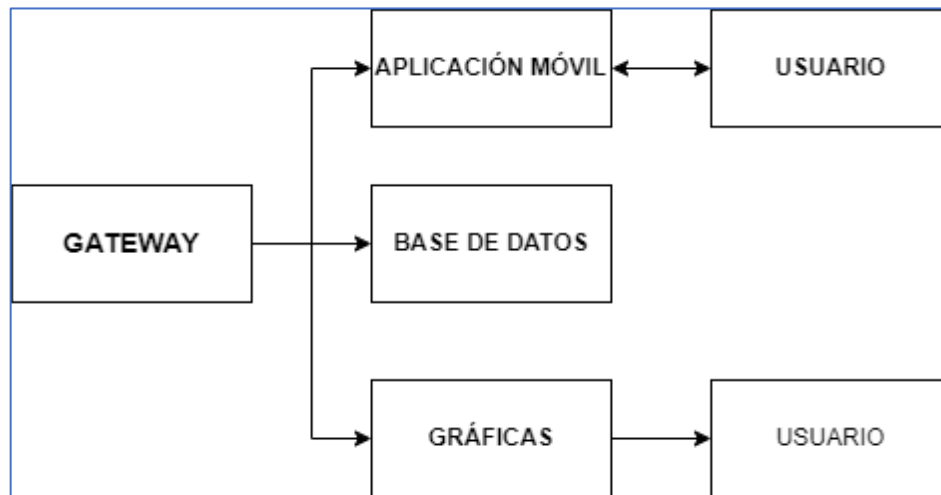 APLICACIÓN MÓVIL
USUARIO
GATEWAY
BASE DE DATOS
GRÁFICAS
USUARIO